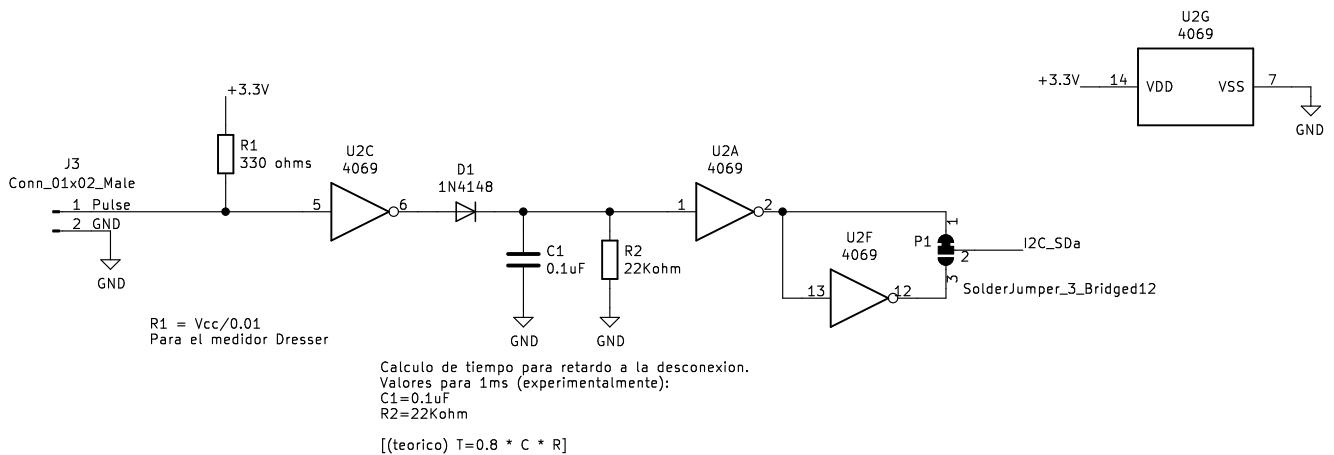 U2G
4069
+3.3V
14
VDD
VSS
7
GND
+3.3V
R1
330 ohms
J3
Conn_01x02_Male
1
Pulse
2
GND
GND
U2C
4069
5
6
D1
1N4148
C1
0.1uF
GND
R2
22Kohm
GND
U2A
4069
1
2
U2F
4069
13
12
P1
1
2
3
I2C_SDa
SolderJumper_3_Bridged12
R1 = Vcc/0.01
Para el medidor Dresser
Calculo de tiempo para retardo a la desconexion.
Valores para 1ms (experimentalmente):
C1=0.1uF
R2=22Kohm
[(teorico) T=0.8 * C * R]